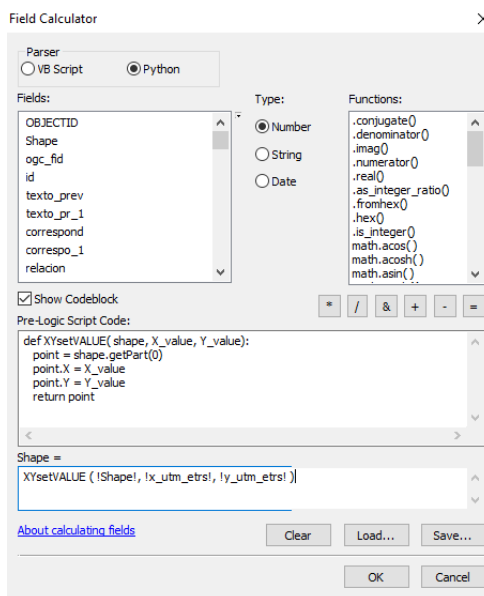 Field Calculator
Parser
VB Script
Python
Fields:
Type:
Functions:
OBJECTID
Shape
ogc_fid
id
texto_prev
texto_pr_1
correspond
correspo_1
relacion
Number
String
Date
.conjugate()
.denominator()
.imag()
.numerator()
.real()
.as_integer_ratio()
.fromhex()
.hex()
.is_integer()
math.acos( )
math.acosh( )
math.asin( )
Show Codeblock
* / & + - =
Pre-Logic Script Code:
def XYsetVALUE( shape, X_value, Y_value):
point = shape.getPart(0)
point.X = X_value
point.Y = Y_value
return point
Shape =
XYsetVALUE ( !Shape!, !x_utm_etrs!, !y_utm_etrs! )
About calculating fields
Clear
Load...
Save...
OK
Cancel